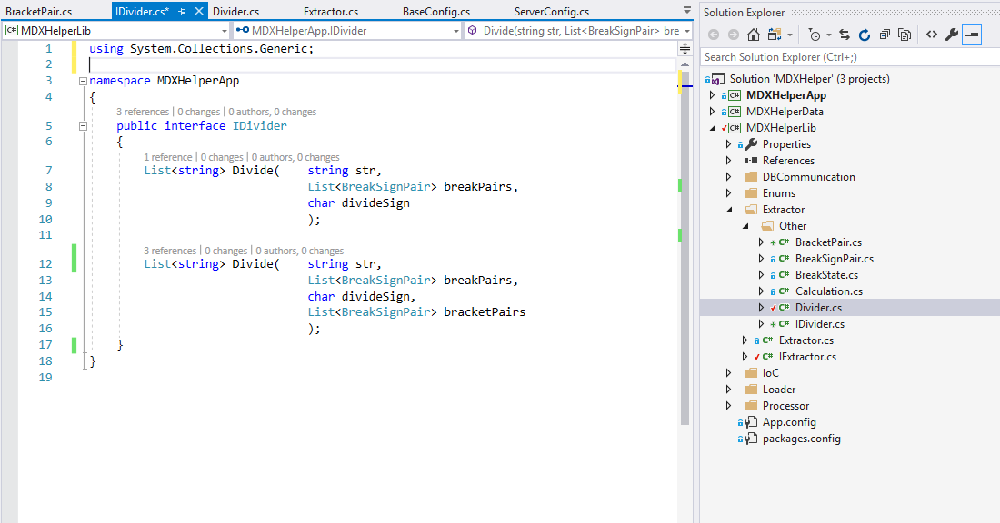 BracketPair.cs IDivider.cs* Divider.cs Extractor.cs BaseConfig.cs ServerConfig.cs
MDXHelperLib MDXHelperApp.IDivider Divide(string str, List<BreakSignPair> bre
1 using System.Collections.Generic;
2
3 namespace MDXHelperApp
4 {
3 references | 0 changes | 0 authors, 0 changes
5 public interface IDivider
6 {
1 reference | 0 changes | 0 authors, 0 changes
7 List<string> Divide( string str,
8 List<BreakSignPair> breakPairs,
9 char divideSign
10 );
11
3 references | 0 changes | 0 authors, 0 changes
12 List<string> Divide( string str,
13 List<BreakSignPair> breakPairs,
14 char divideSign,
15 List<BreakSignPair> bracketPairs
16 );
17 }
18 }
19
Solution Explorer
Search Solution Explorer (Ctrl+;)
Solution 'MDXHelper' (3 projects)
C# MDXHelperApp
C# MDXHelperData
C# MDXHelperLib
Properties
References
DBCommunication
Enums
Extractor
Other
C# BracketPair.cs
C# BreakSignPair.cs
C# BreakState.cs
C# Calculation.cs
C# Divider.cs
C# IDivider.cs
C# Extractor.cs
C# IExtractor.cs
IoC
Loader
Processor
App.config
packages.config